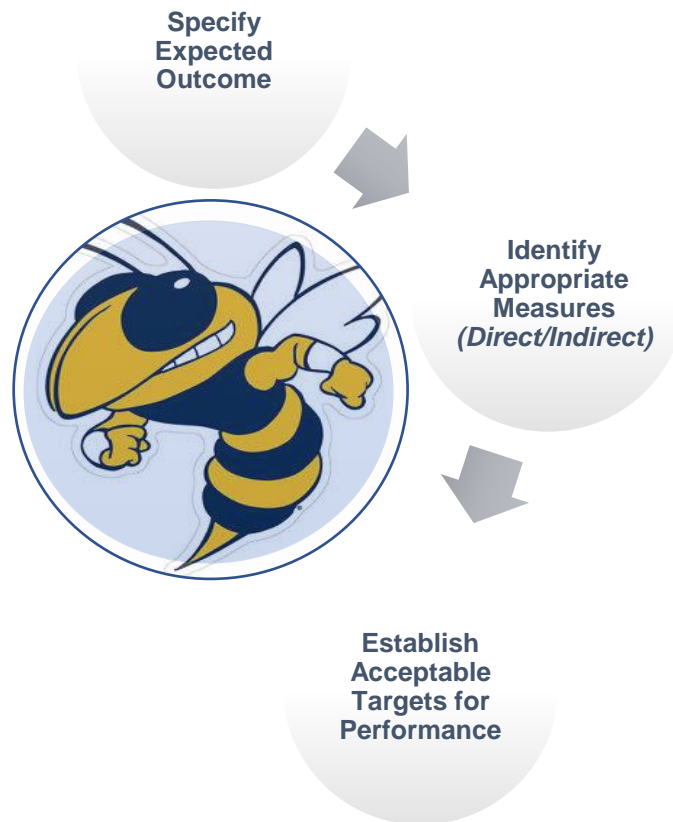 Specify
Expected
Outcome
Identify
Appropriate
Measures
(Direct/Indirect)
Establish
Acceptable
Targets for
Performance